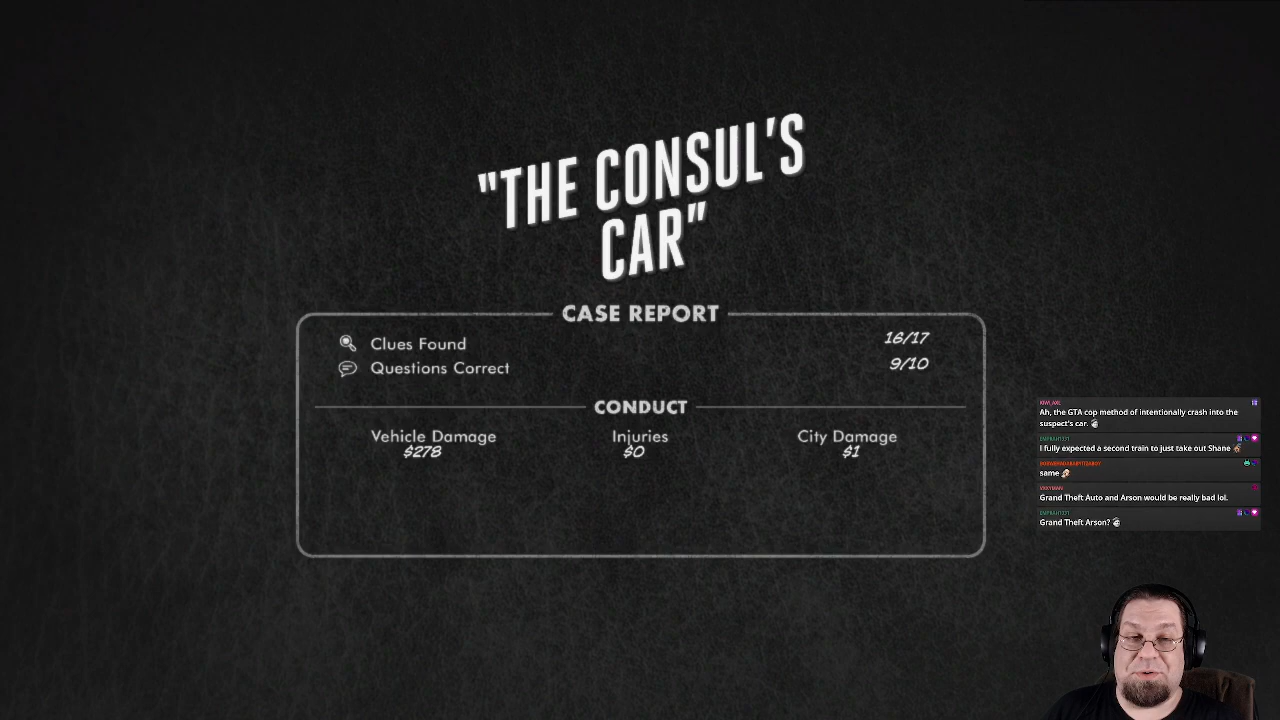 "THE CONSUL'S
CAR"
CASE REPORT
Clues Found 16/17
Questions Correct 9/10
CONDUCT
Vehicle Damage Injuries City Damage
$278 $0 $1
KIWI_AXL
Ah, the GTA cop method of intentionally crash into the
suspect's car.
I fully expected a second train to just take out Shane
same
Grand Theft Auto and Arson would be really bad lol.
Grand Theft Arson?